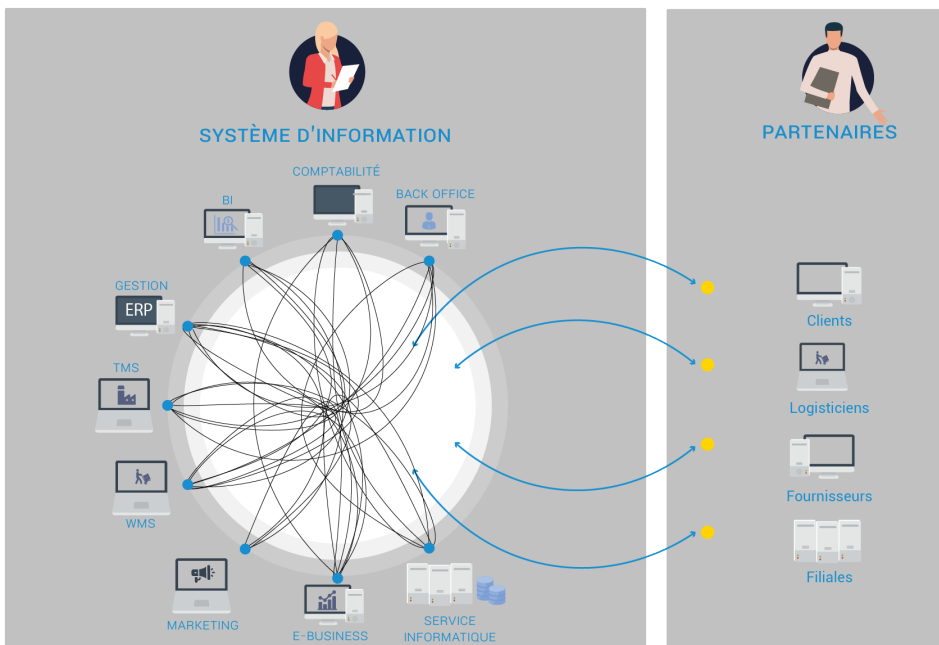 SYSTÈME D'INFORMATION
PARTENAIRES
COMPTABILITÉ
BI
BACK OFFICE
GESTION
ERP
TMS
WMS
MARKETING
E-BUSINESS
SERVICE
INFORMATIQUE
Clients
Logisticiens
Fournisseurs
Filiales